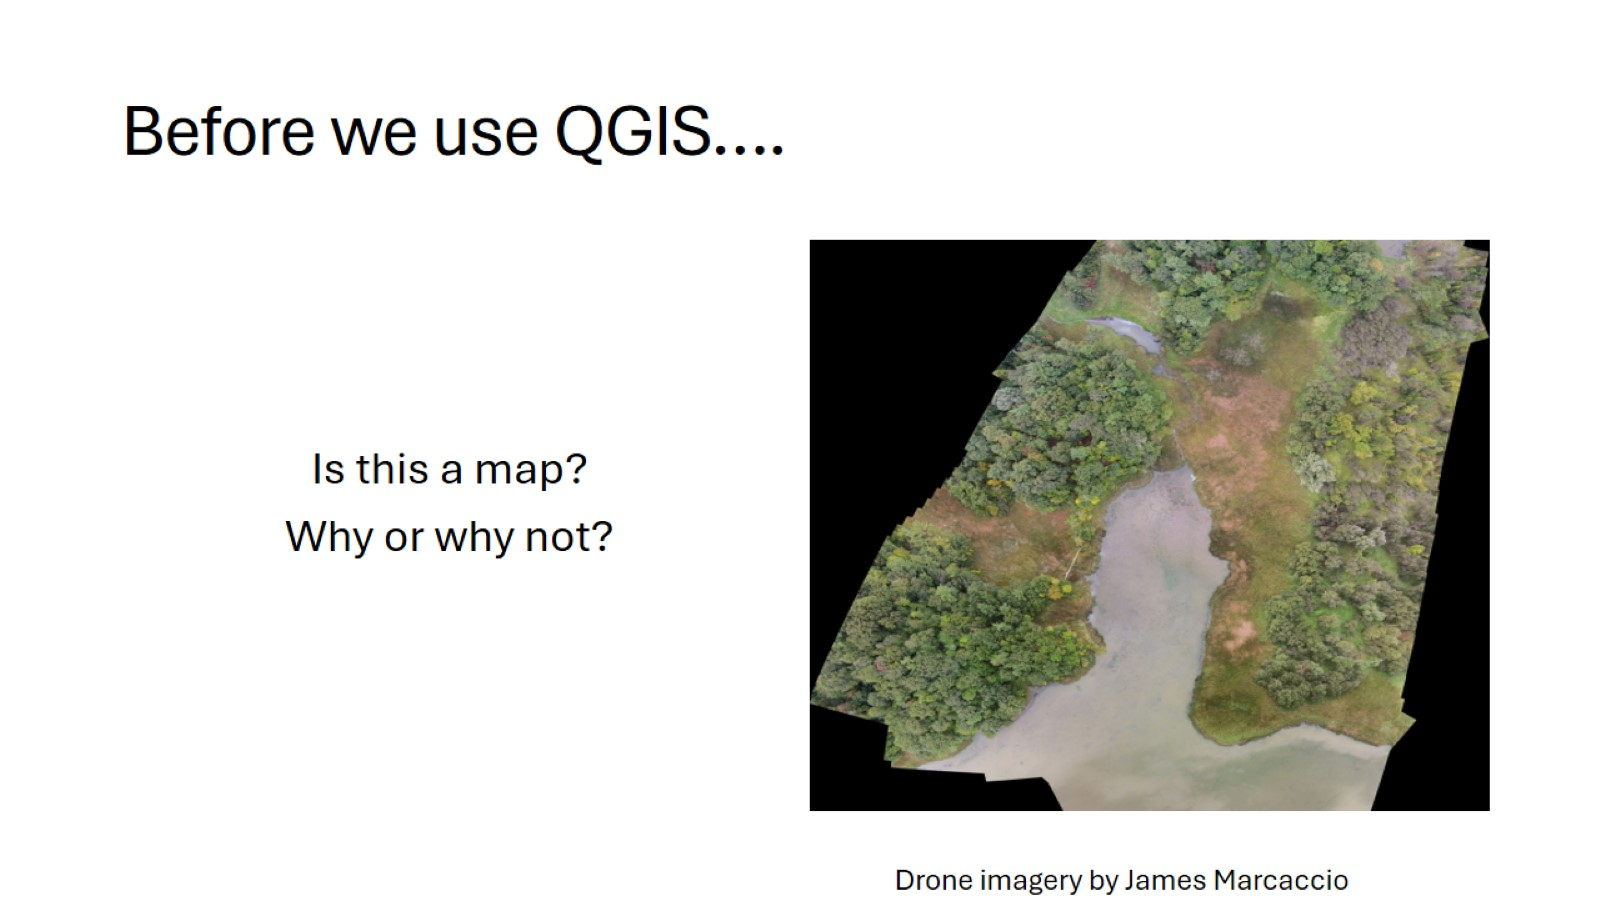 Before we use QGIS....
Is this a map?
Why or why not?
Drone imagery by James Marcaccio